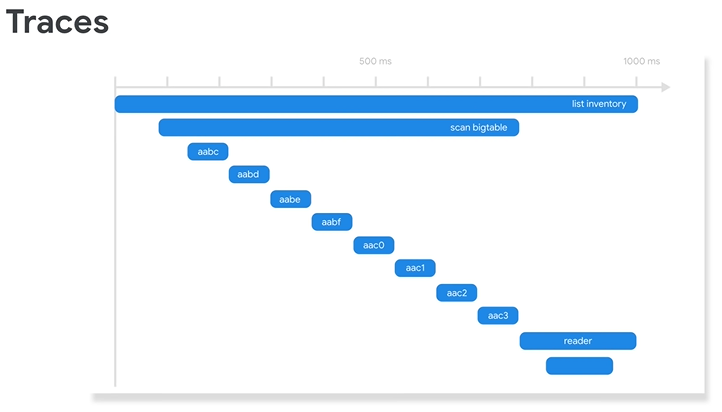 Traces
500 ms
1000 ms
list inventory
scan bigtable
aabc
aabd
aabe
aabf
aac0
aac1
aac2
aac3
reader